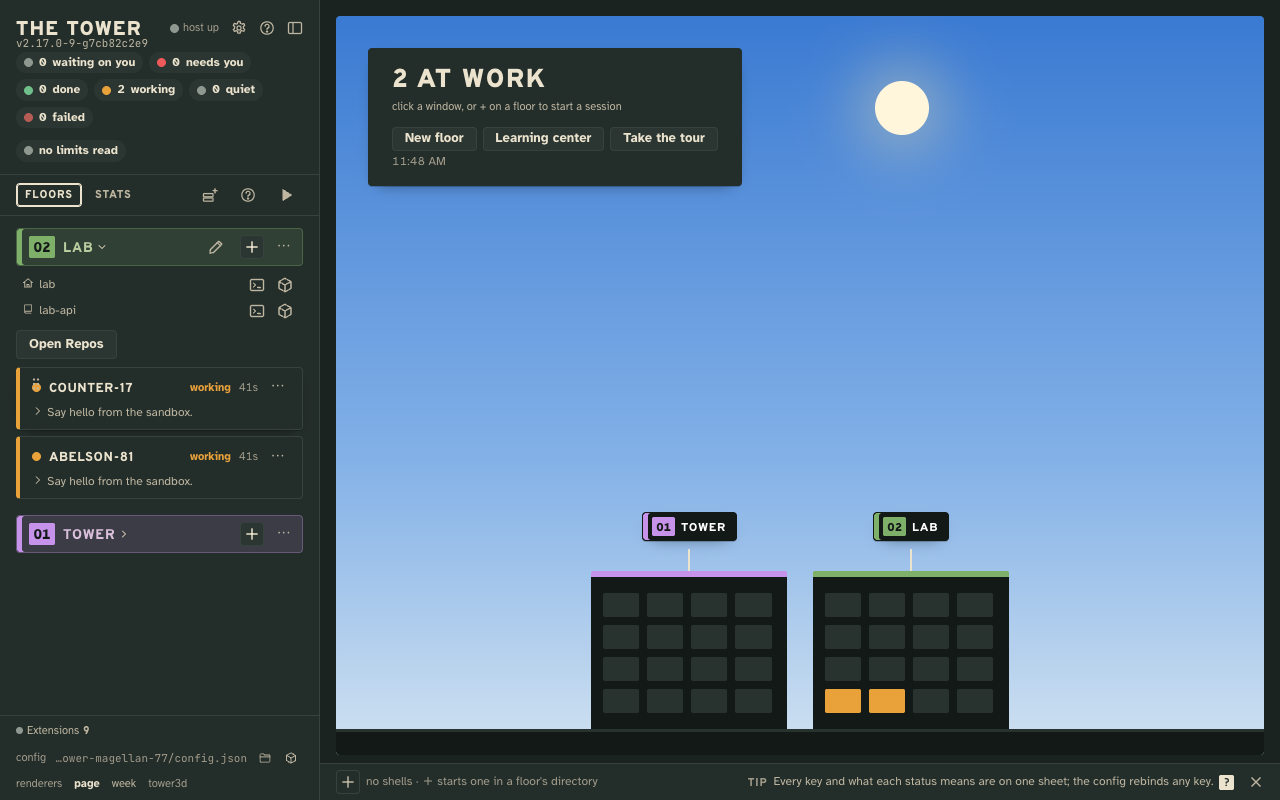 THE TOWER
host up
v2.17.0-9-g7cb82c2e9
0 waiting on you
0 needs you
0 done
2 working
0 quiet
0 failed
no limits read
FLOORS
STATS
02 LAB
lab
lab-api
Open Repos
COUNTER-17
working 41s
Say hello from the sandbox.
ABELSON-81
working 41s
Say hello from the sandbox.
01 TOWER
Extensions 9
config …ower-magellan-77/config.json
renderers page week tower3d
2 AT WORK
click a window, or + on a floor to start a session
New floor
Learning center
Take the tour
11:48 AM
01 TOWER
02 LAB
no shells · + starts one in a floor's directory
TIP Every key and what each status means are on one sheet; the config rebinds any key. ?